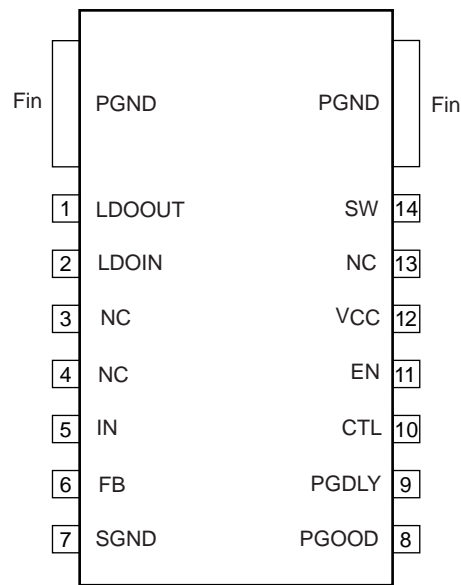 Fin PGND PGND Fin
1 LDOOUT SW 14
2 LDOIN NC 13
3 NC VCC 12
4 NC EN 11
5 IN CTL 10
6 FB PGDLY 9
7 SGND PGOOD 8